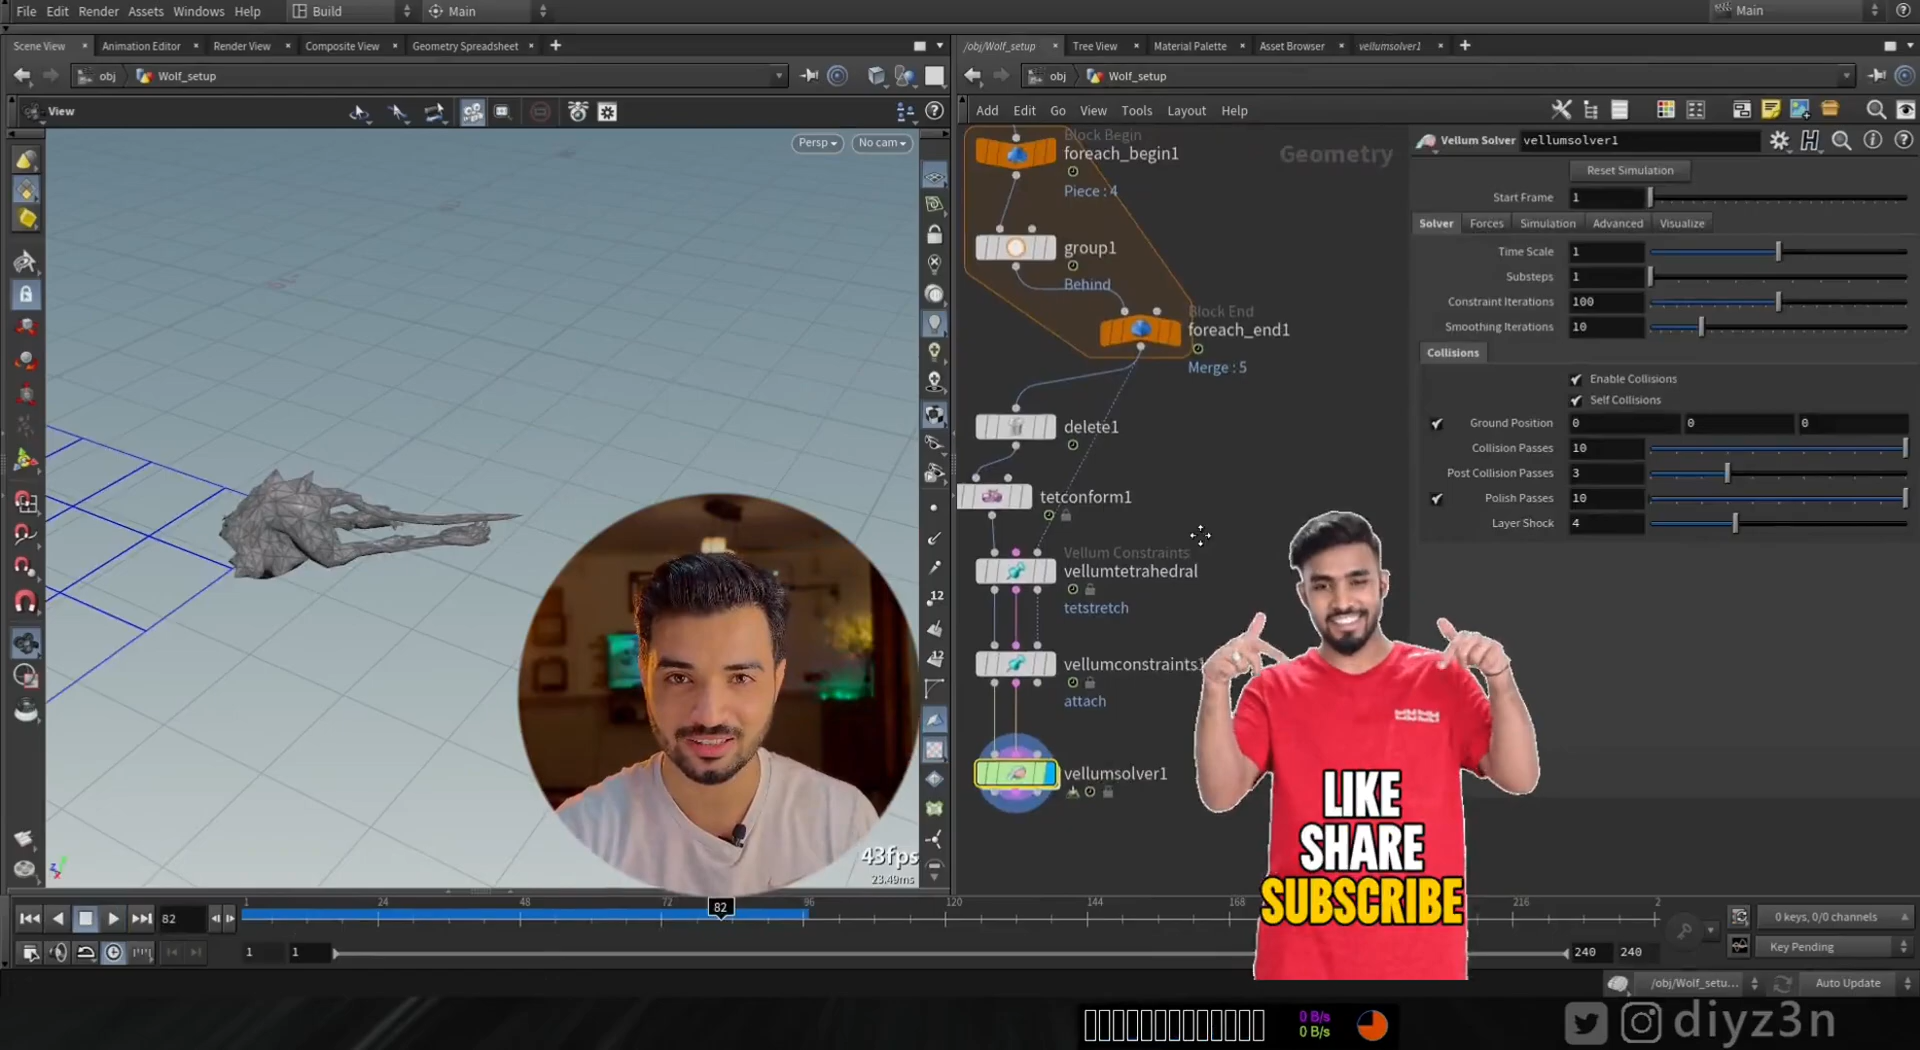 File Edit Render Assets Windows Help Build Main Main
Scene View Animation Editor Render View Composite View Geometry Spreadsheet
obj Wolf_setup
View
Persp No cam
43fps
23.49ms
/obj/Wolf_setup Tree View Material Palette Asset Browser vellumsolver1
obj Wolf_setup
Add Edit Go View Tools Layout Help
Geometry
Block Begin
foreach_begin1
Piece : 4
group1
Behind
Block End
foreach_end1
Merge : 5
delete1
tetconform1
Vellum Constraints
vellumtetrahedral
tetstretch
vellumconstraints1
attach
vellumsolver1
Vellum Solver vellumsolver1
Reset Simulation
Start Frame 1
Solver Forces Simulation Advanced Visualize
Time Scale 1
Substeps 1
Constraint Iterations 100
Smoothing Iterations 10
Collisions
Enable Collisions
Self Collisions
Ground Position 0 0 0
Collision Passes 10
Post Collision Passes 3
Polish Passes 10
Layer Shock 4
LIKE
SHARE
SUBSCRIBE
82 1 24 48 72 82 96 120 144 168 216 2
1 1 240 240
0 keys, 0/0 channels
Key Pending
/obj/Wolf_setu... Auto Update
0 B/s
0 B/s
diyz3n